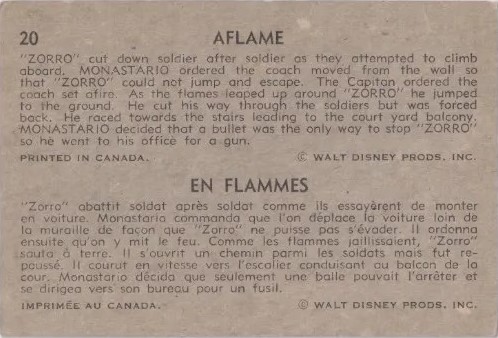 20 AFLAME
"ZORRO" cut down soldier after soldier as they attempted to climb
aboard. MONASTARIO ordered the coach moved from the wall so
that "ZORRO" could not jump and escape. The Capitan ordered the
coach set afire. As the flames leaped up around "ZORRO" he jumped
to the ground. He cut his way through the soldiers but was forced
back. He raced towards the stairs leading to the court yard balcony.
MONASTARIO decided that a bullet was the only way to stop "ZORRO"
so he went to his office for a gun.
PRINTED IN CANADA. © WALT DISNEY PRODS. INC.
EN FLAMMES
"Zorro" abattit soldat après soldat comme ils essayèrent de monter
en voiture. Monastario commanda que l'on déplace la voiture loin de
la muraille de façon que "Zorro" ne puisse pas s'évader. Il ordonna
ensuite qu'on y mit le feu. Comme les flammes jaillissaient, "Zorro"
sauta à terre. Il s'ouvrit un chemin parmi les soldats mais fut re-
poussé. Il courut en vitesse vers l'escalier conduisant au balcon de la
cour. Monastario décida que seulement une balle pouvait l'arrêter et
se dirigea vers son bureau pour un fusil.
IMPRIMÉE AU CANADA. © WALT DISNEY PRODS, INC.